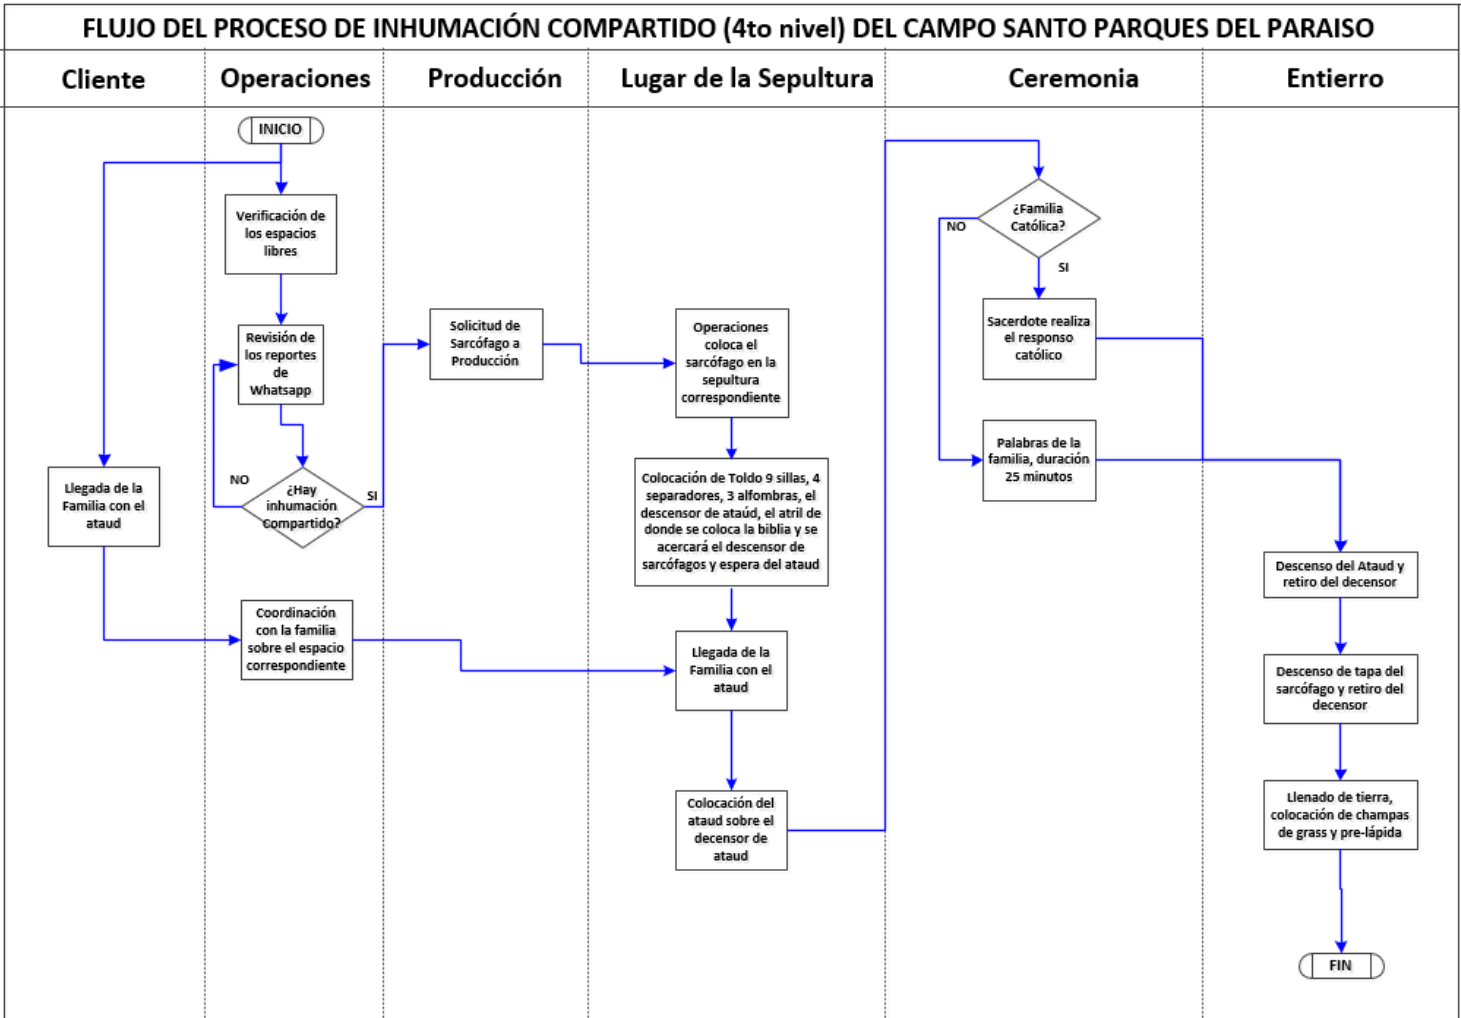 FLUJO DEL PROCESO DE INHUMACIÓN COMPARTIDO (4to nivel) DEL CAMPO SANTO PARQUES DEL PARAISO
Cliente
Operaciones
Producción
Lugar de la Sepultura
Ceremonia
Entierro
INICIO
Verificación de
los espacios
libres
Revisión de
los reportes
de
Whatsapp
¿Hay
inhumación
Compartido?
NO
SI
Llegada de la
Familia con el
ataud
Coordinación
con la familia
sobre el espacio
correspondiente
Solicitud de
Sarcófago a
Producción
Operaciones
coloca el
sarcófago en la
sepultura
correspondiente
Colocación de Toldo 9 sillas, 4
separadores, 3 alfombras, el
descensor de ataúd, el atril de
donde se coloca la biblia y se
acercará el descensor de
sarcófagos y espera del ataud
Llegada de la
Familia con el
ataud
Colocación del
ataud sobre el
decensor de
ataud
¿Familia
Católica?
NO
SI
Sacerdote realiza
el responso
católico
Palabras de la
familia, duración
25 minutos
Descenso del Ataud y
retiro del decensor
Descenso de tapa del
sarcófago y retiro del
decensor
Llenado de tierra,
colocación de champas
de grass y pre-lápida
FIN